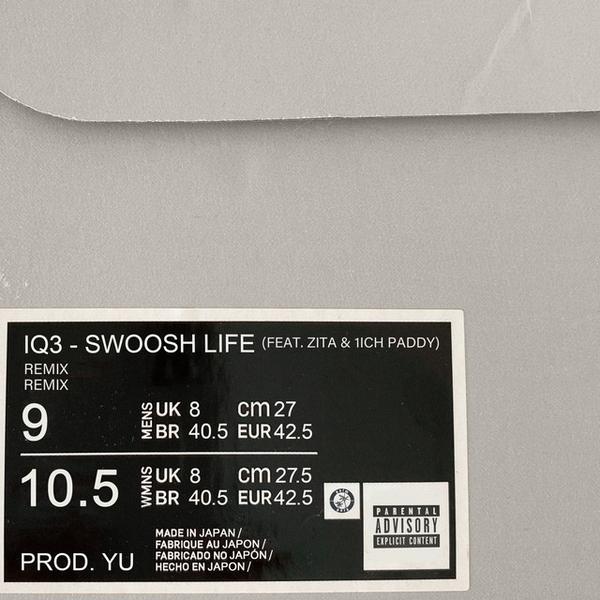 IQ3 - SWOOSH LIFE (FEAT. ZITA & 1ICH PADDY)
REMIX
REMIX
9 MENS UK 8 cm 27
BR 40.5 EUR 42.5
10.5 WMNS UK 8 cm 27.5
BR 40.5 EUR 42.5
MADE IN JAPAN /
FABRIQUE AU JAPON /
FABRICADO NO JAPÓN /
HECHO EN JAPON /
PROD. YU
PARENTAL
ADVISORY
EXPLICIT CONTENT